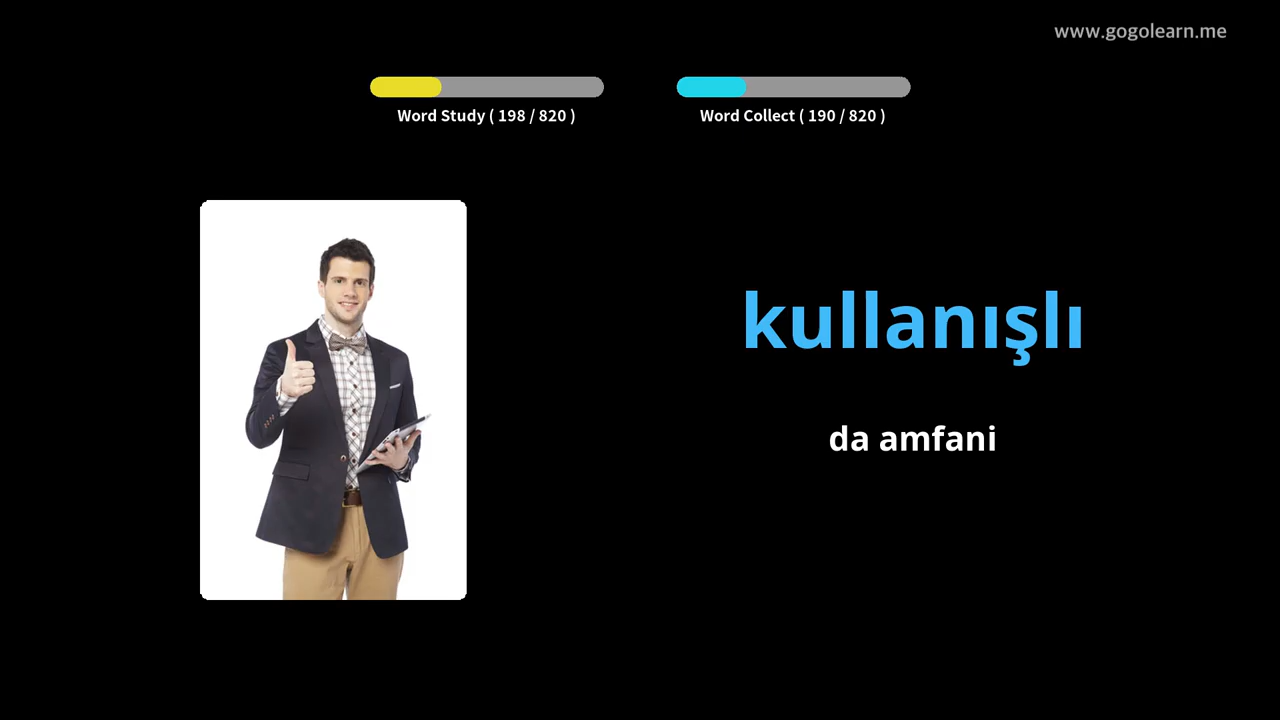 www.gogolearn.me
Word Study ( 198 / 820 )
Word Collect ( 190 / 820 )
kullanışlı
da amfani